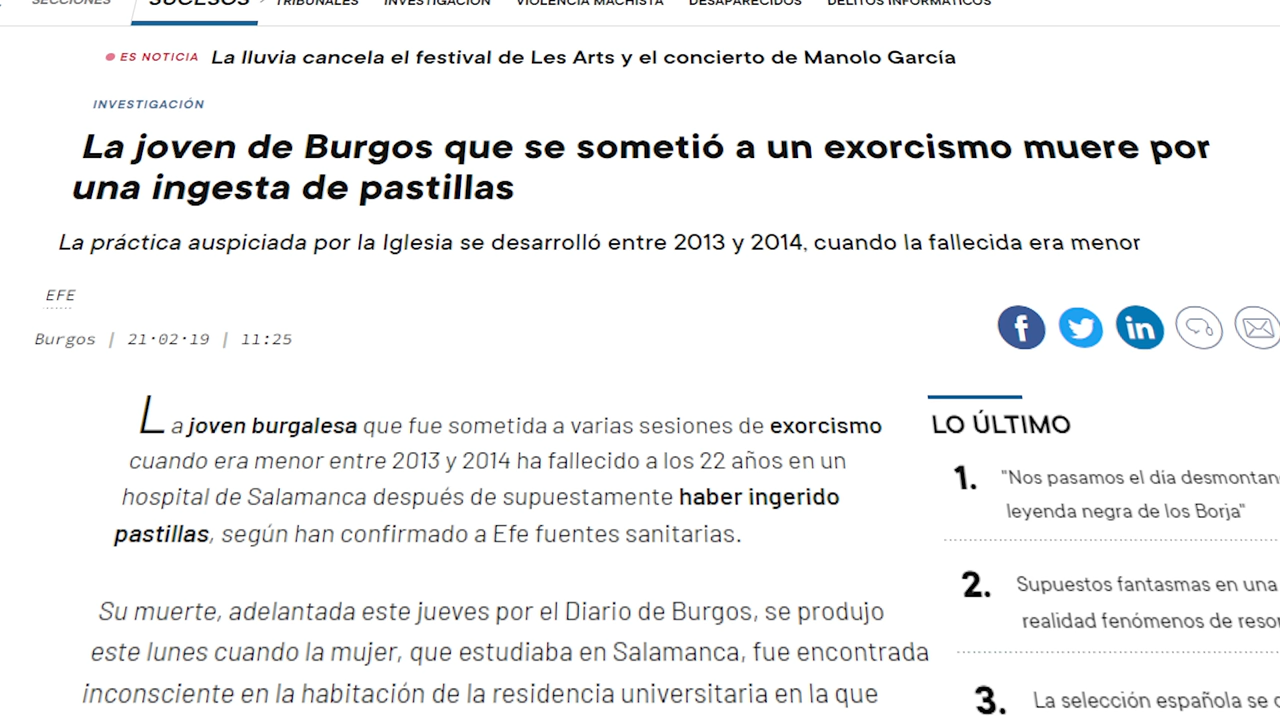 SECCIONES SUCESOS TRIBUNALES INVESTIGACIÓN VIOLENCIA MACHISTA DESAPARECIDOS DELITOS INFORMÁTICOS
ES NOTICIA La lluvia cancela el festival de Les Arts y el concierto de Manolo García
INVESTIGACIÓN
La joven de Burgos que se sometió a un exorcismo muere por
una ingesta de pastillas
La práctica auspiciada por la Iglesia se desarrolló entre 2013 y 2014, cuando la fallecida era menor
EFE
Burgos | 21·02·19 | 11:25
La joven burgalesa que fue sometida a varias sesiones de exorcismo
cuando era menor entre 2013 y 2014 ha fallecido a los 22 años en un
hospital de Salamanca después de supuestamente haber ingerido
pastillas, según han confirmado a Efe fuentes sanitarias.
Su muerte, adelantada este jueves por el Diario de Burgos, se produjo
este lunes cuando la mujer, que estudiaba en Salamanca, fue encontrada
inconsciente en la habitación de la residencia universitaria en la que
LO ÚLTIMO
1. "Nos pasamos el día desmontan
leyenda negra de los Borja"
2. Supuestos fantasmas en una
realidad fenómenos de reso
3. La selección española se